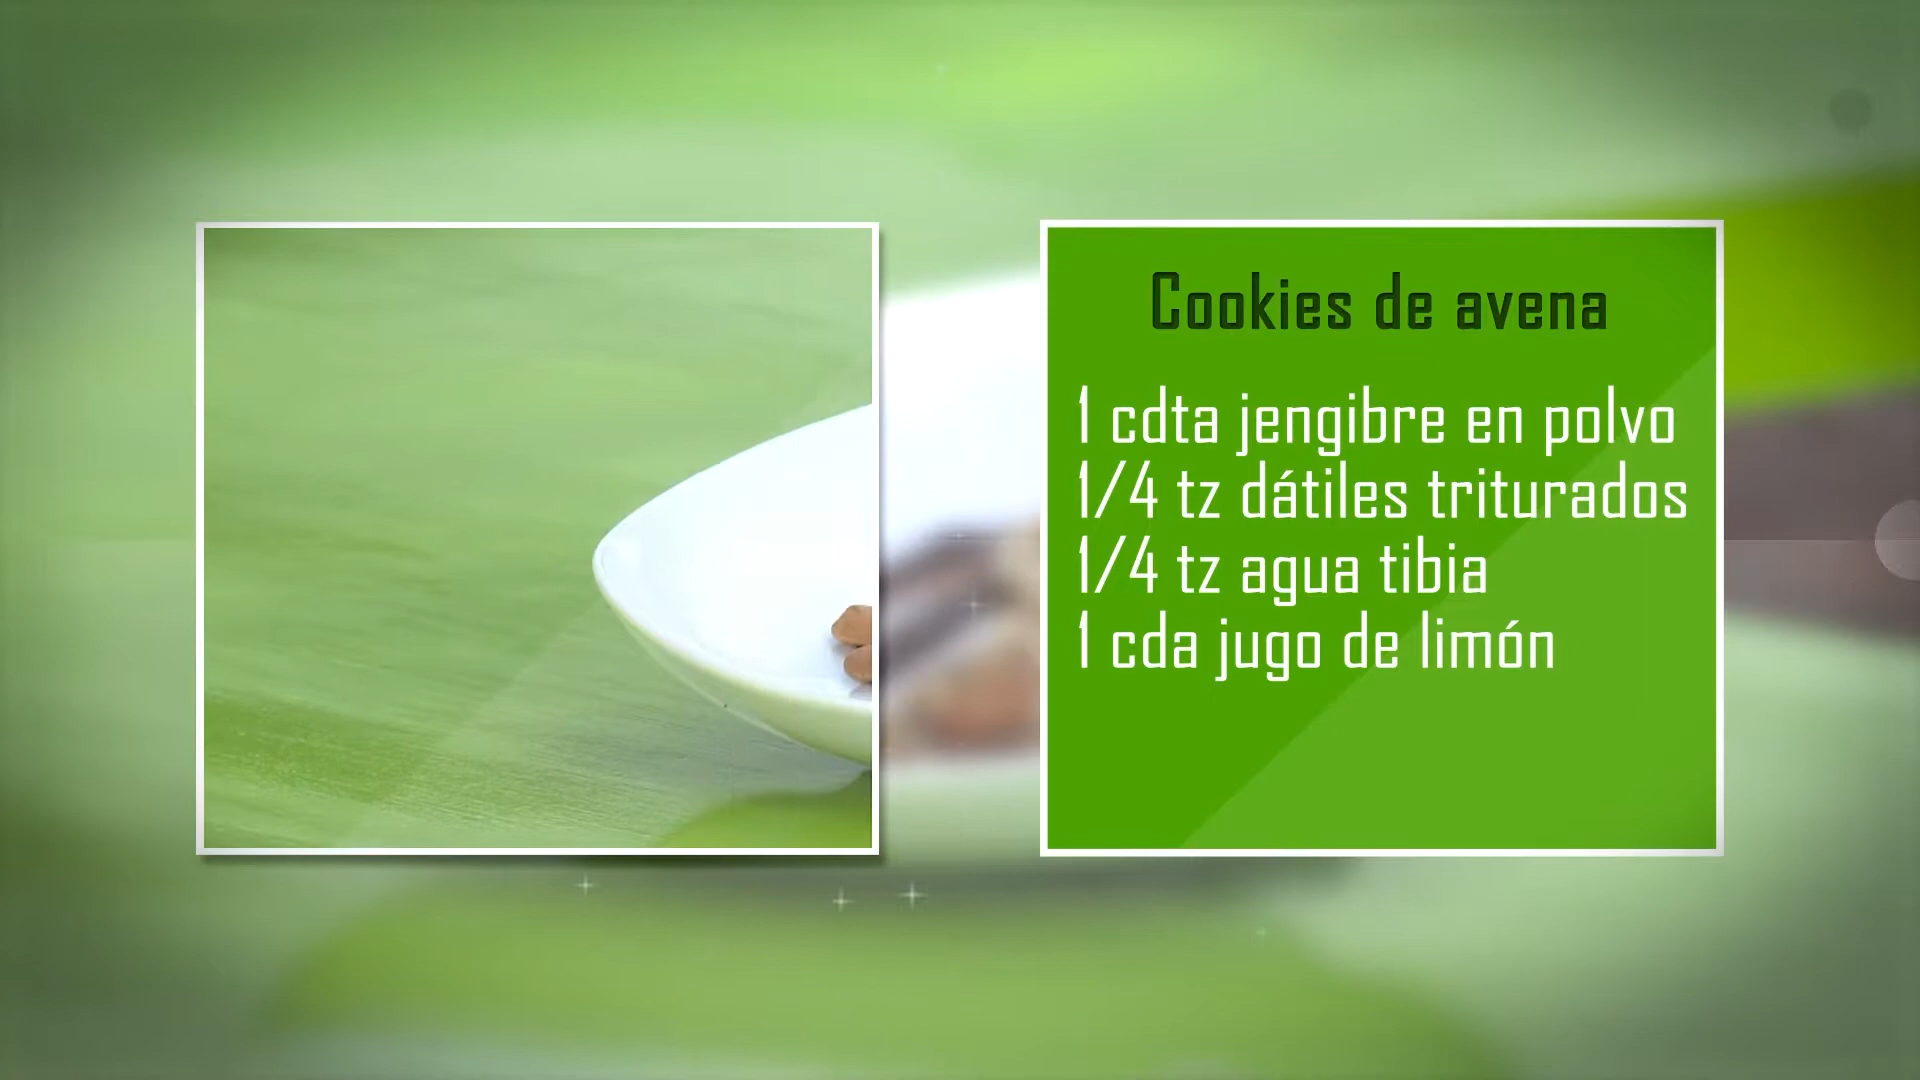 Cookies de avena
1 cdta jengibre en polvo
1/4 tz dátiles triturados
1/4 tz agua tibia
1 cda jugo de limón